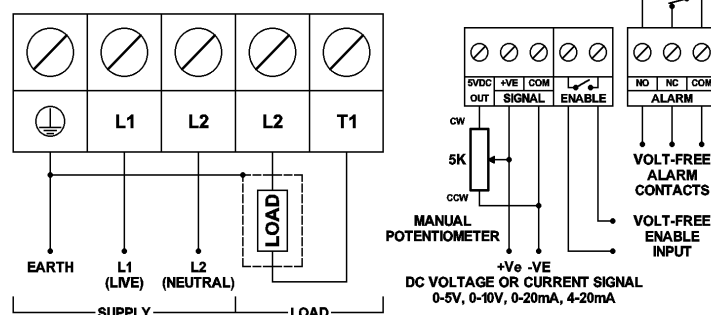 L1 L2 L2 T1
LOAD
EARTH L1 (LIVE) L2 (NEUTRAL)
SUPPLY LOAD
5VDC OUT +VE COM SIGNAL ENABLE
CW
5K
CCW
MANUAL
POTENTIOMETER
+Ve -VE
DC VOLTAGE OR CURRENT SIGNAL
0-5V, 0-10V, 0-20mA, 4-20mA
NO NC COM
ALARM
VOLT-FREE
ALARM
CONTACTS
VOLT-FREE
ENABLE
INPUT